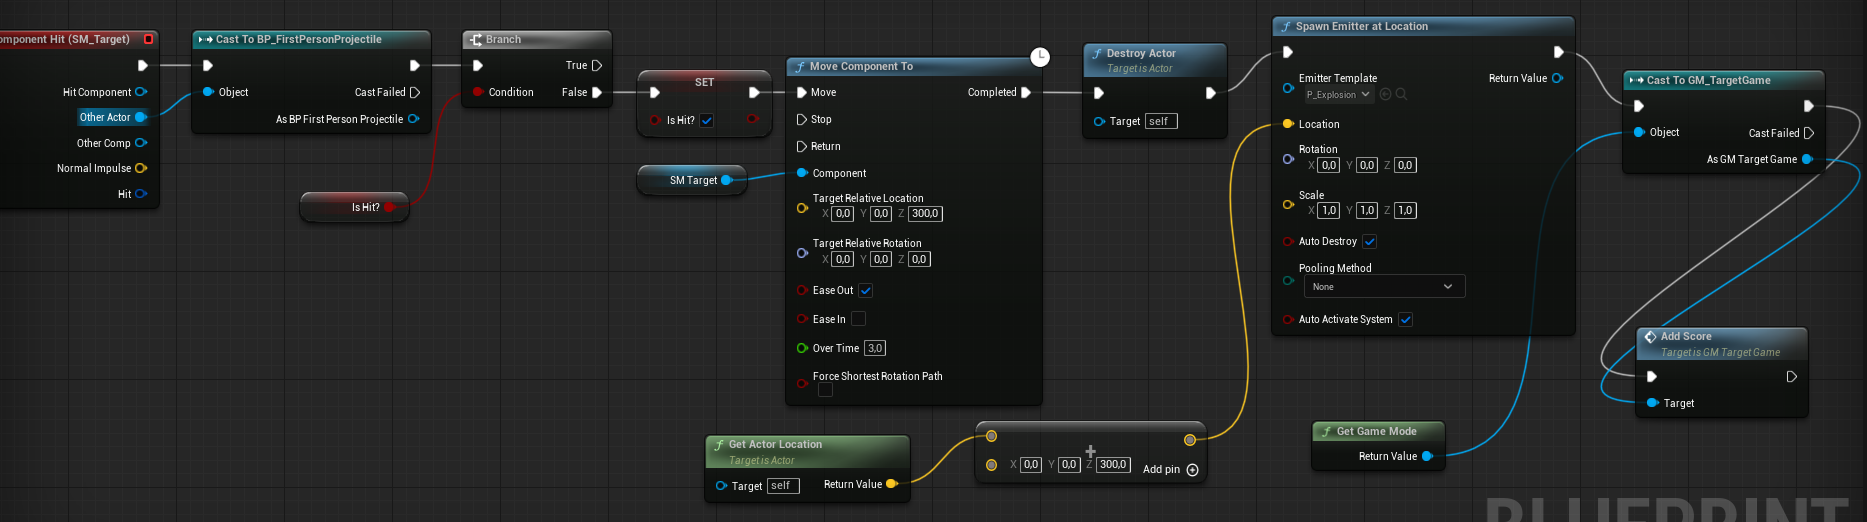 omponent Hit (SM_Target)
Hit Component
Other Actor
Other Comp
Normal Impulse
Hit
Cast To BP_FirstPersonProjectile
Object
Cast Failed
As BP First Person Projectile
Is Hit?
Branch
True
Condition
False
SET
Is Hit?
SM Target
Move Component To
Move
Completed
Stop
Return
Component
Target Relative Location
X 0,0 Y 0,0 Z 300,0
Target Relative Rotation
X 0,0 Y 0,0 Z 0,0
Ease Out
Ease In
Over Time 3,0
Force Shortest Rotation Path
Get Actor Location
Target is Actor
Target self
Return Value
X 0,0 Y 0,0 Z 300,0
Add pin
Destroy Actor
Target is Actor
Target self
Spawn Emitter at Location
Emitter Template
Return Value
P_Explosion
Location
Rotation
X 0,0 Y 0,0 Z 0,0
Scale
X 1,0 Y 1,0 Z 1,0
Auto Destroy
Pooling Method
None
Auto Activate System
Get Game Mode
Return Value
Cast To GM_TargetGame
Object
Cast Failed
As GM Target Game
Add Score
Target is GM Target Game
Target
BLUEPRINT